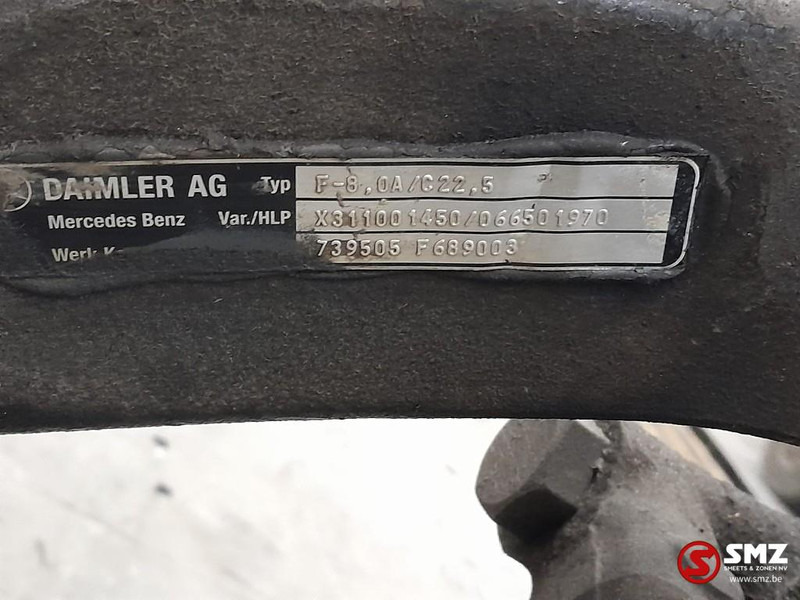 DAIMLER AG Typ F-8,0A/C22,5
Mercedes Benz Var./HLP X311001450/066501970
Werk 739505 F689003
SMZ
SMEETS & ZONEN NV
www.smz.be